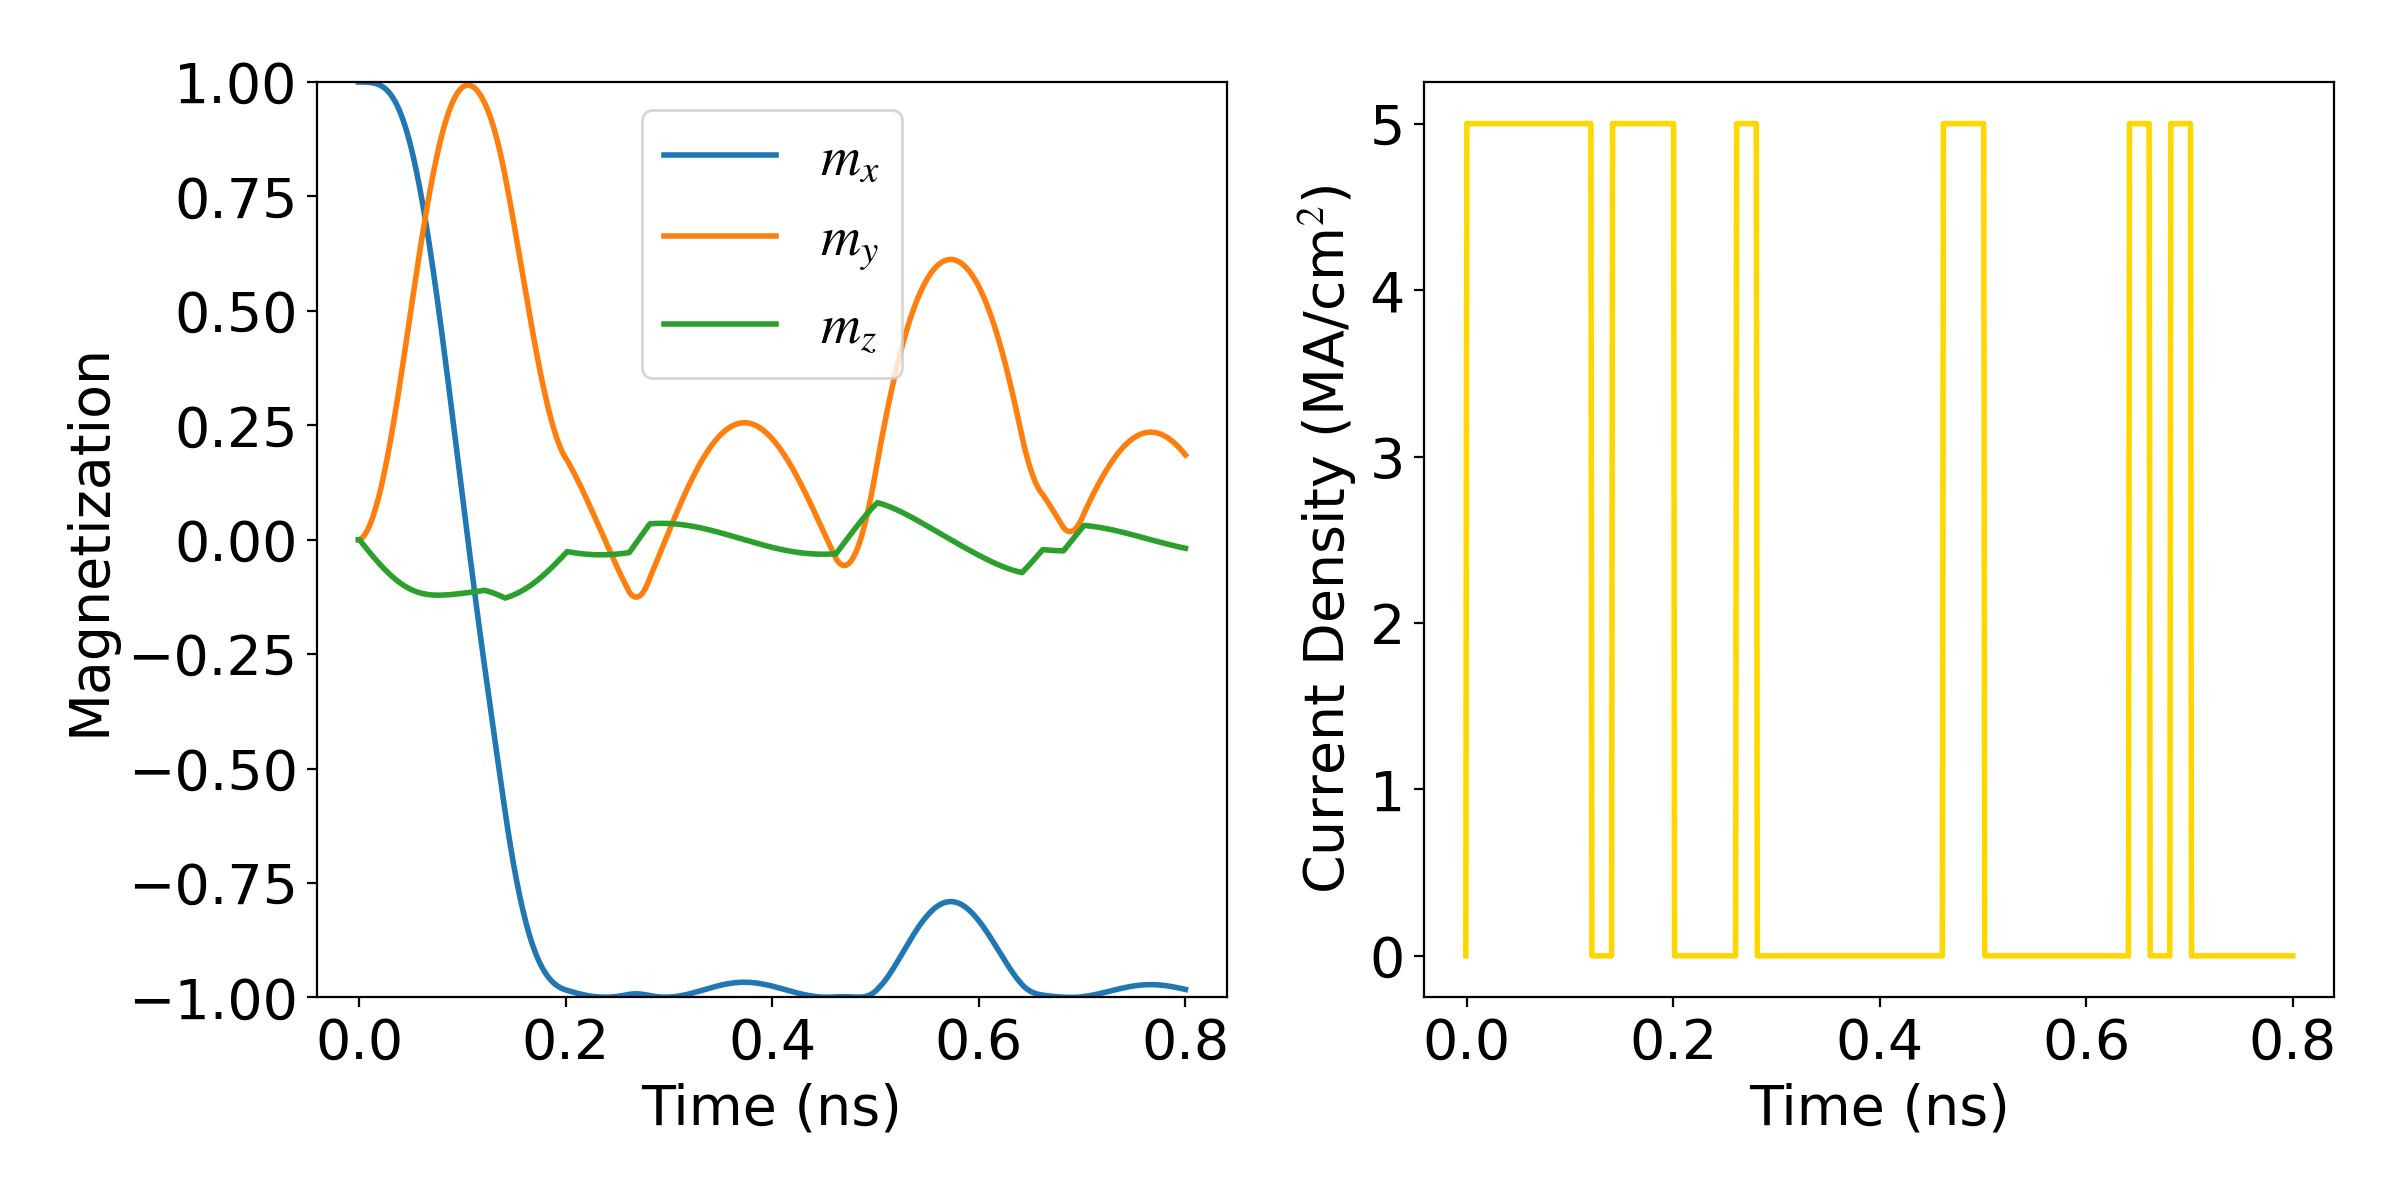 1.00
0.75
0.50
0.25
0.00
−0.25
−0.50
−0.75
−1.00
Magnetization
0.0 0.2 0.4 0.6 0.8
Time (ns)
m_x
m_y
m_z
5
4
3
2
1
0
Current Density (MA/cm²)
0.0 0.2 0.4 0.6 0.8
Time (ns)